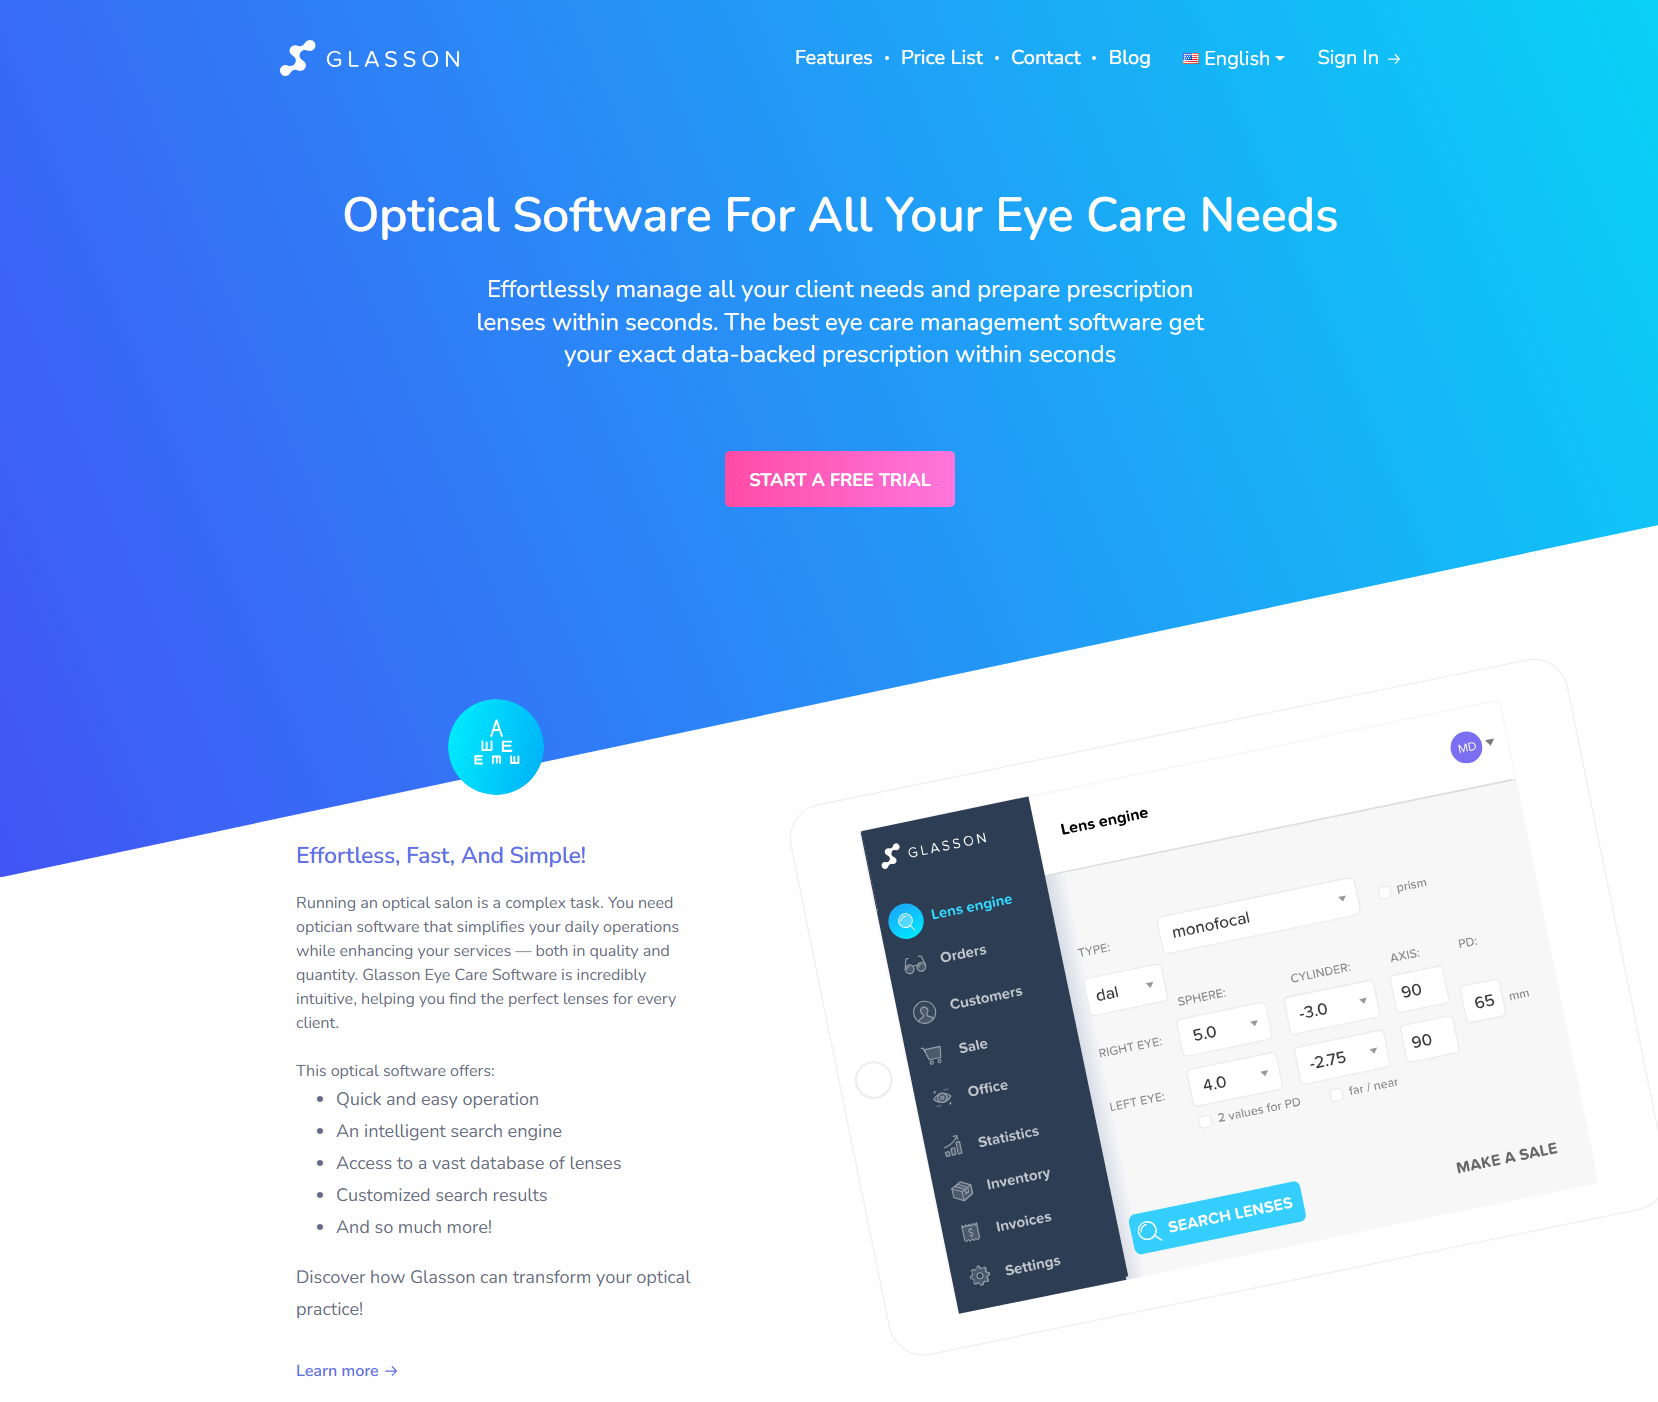 GLASSON
Features • Price List • Contact • Blog
English
Sign In →
Optical Software For All Your Eye Care Needs
Effortlessly manage all your client needs and prepare prescription
lenses within seconds. The best eye care management software get
your exact data-backed prescription within seconds
START A FREE TRIAL
A
E
E
Effortless, Fast, And Simple!
Running an optical salon is a complex task. You need
optician software that simplifies your daily operations
while enhancing your services — both in quality and
quantity. Glasson Eye Care Software is incredibly
intuitive, helping you find the perfect lenses for every
client.
This optical software offers:
• Quick and easy operation
• An intelligent search engine
• Access to a vast database of lenses
• Customized search results
• And so much more!
Discover how Glasson can transform your optical
practice!
Learn more →
GLASSON
Lens engine
Orders
Customers
Sale
Office
Statistics
Inventory
Invoices
Settings
Lens engine
MD
TYPE:
monofocal
prism
dal
SPHERE:
CYLINDER:
AXIS:
PD:
RIGHT EYE:
5.0
-3.0
90
65 mm
LEFT EYE:
4.0
-2.75
90
2 values for PD
far / near
SEARCH LENSES
MAKE A SALE